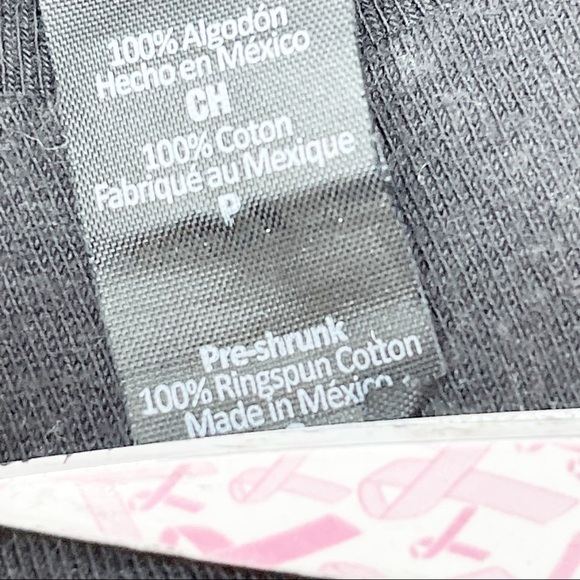 100% Algodón
Hecho en México
CH
100% Coton
Fabriqué au Mexique
P
Pre-shrunk
100% Ringspun Cotton
Made in México